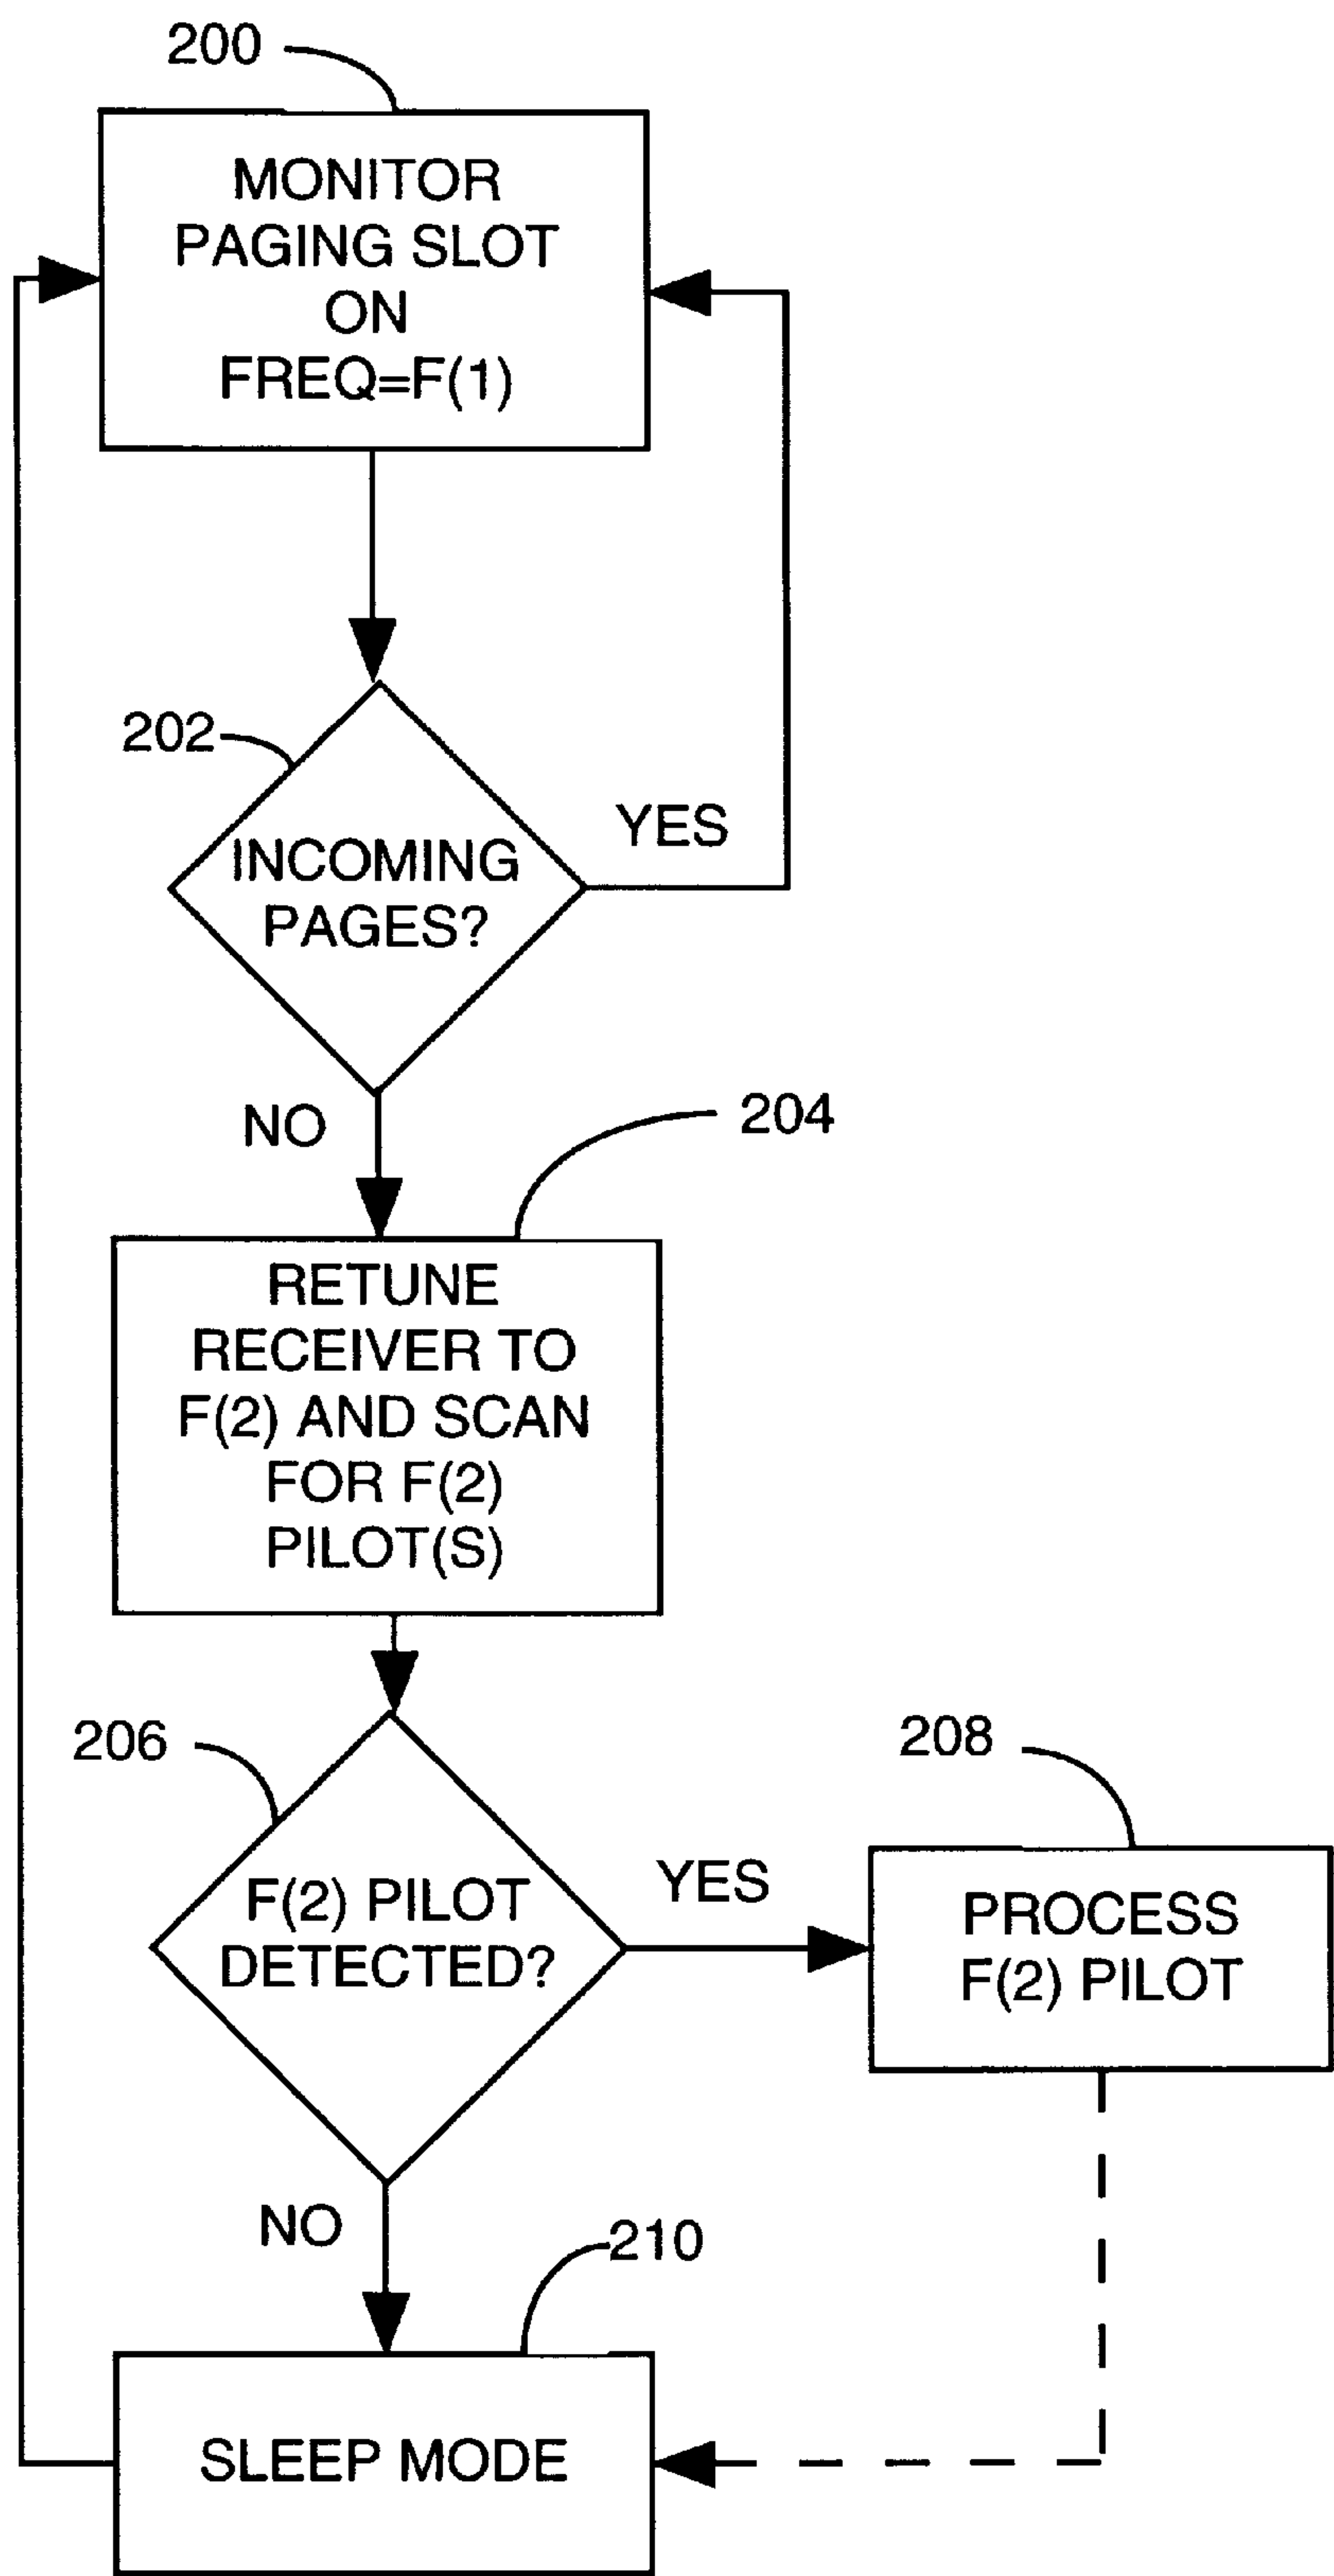 200
MONITOR
PAGING SLOT
ON
FREQ=F(1)
202
YES
INCOMING
PAGES?
NO
204
RETUNE
RECEIVER TO
F(2) AND SCAN
FOR F(2)
PILOT(S)
206
208
F(2) PILOT
DETECTED?
YES
PROCESS
F(2) PILOT
NO
210
SLEEP MODE